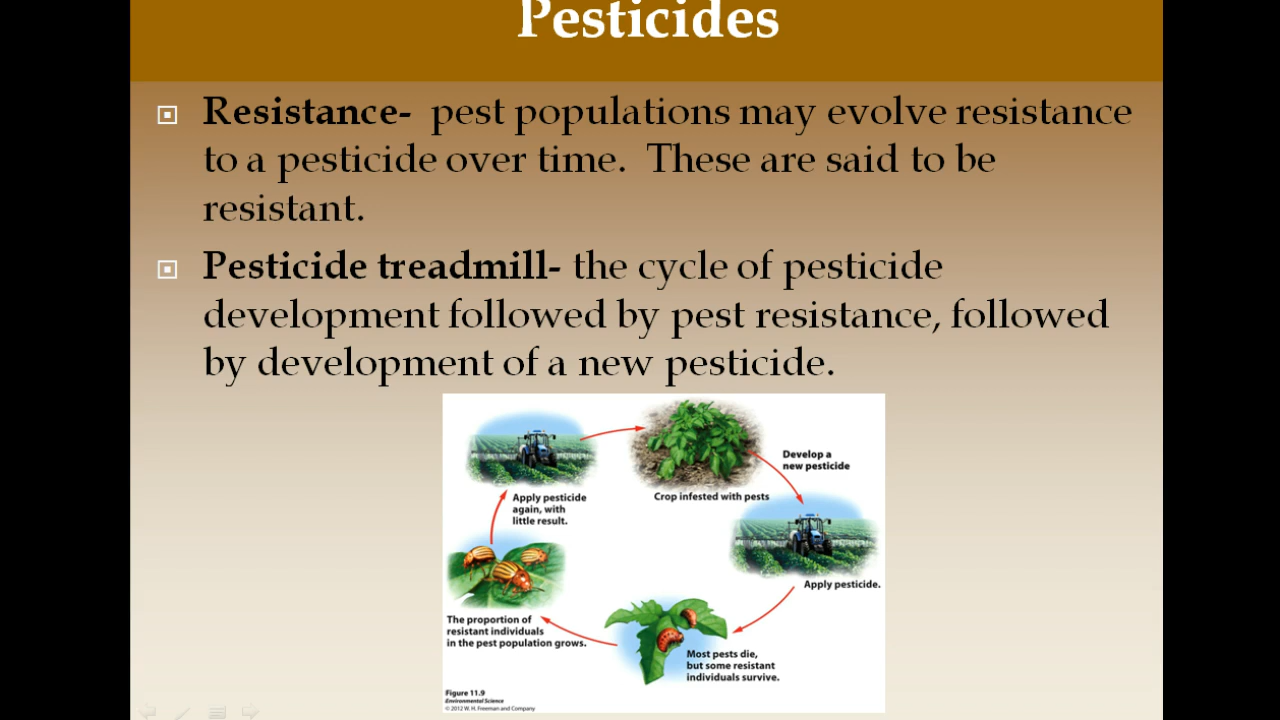 Pesticides
Resistance- pest populations may evolve resistance
to a pesticide over time. These are said to be
resistant.
Pesticide treadmill- the cycle of pesticide
development followed by pest resistance, followed
by development of a new pesticide.
Develop a
new pesticide
Crop infested with pests
Apply pesticide
again, with
little result.
Apply pesticide.
The proportion of
resistant individuals
in the pest population grows.
Most pests die,
but some resistant
individuals survive.
Figure 11.9
Environmental Science
© 2012 W. H. Freeman and Company